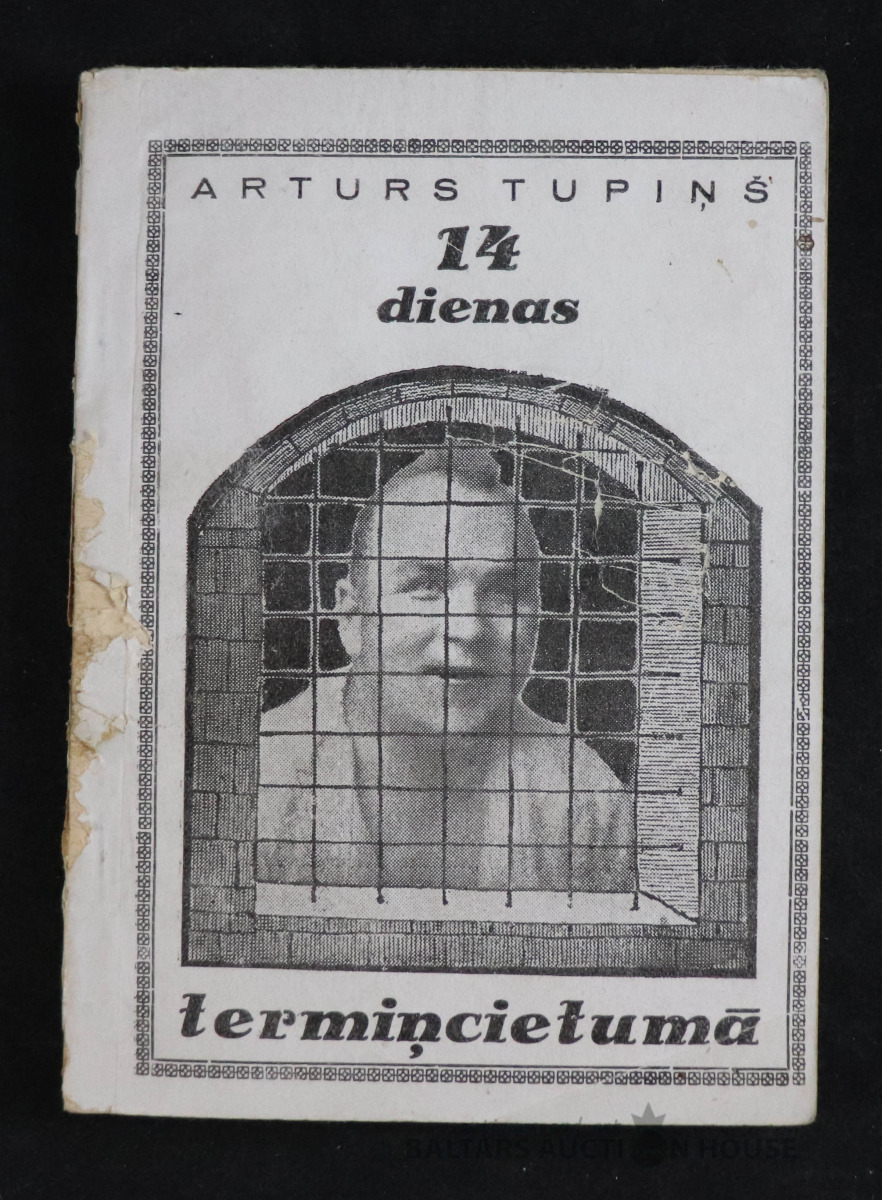 ARTURS TUPIŅŠ
14
dienas
termiņcietumā
BALTARS AUCTION HOUSE